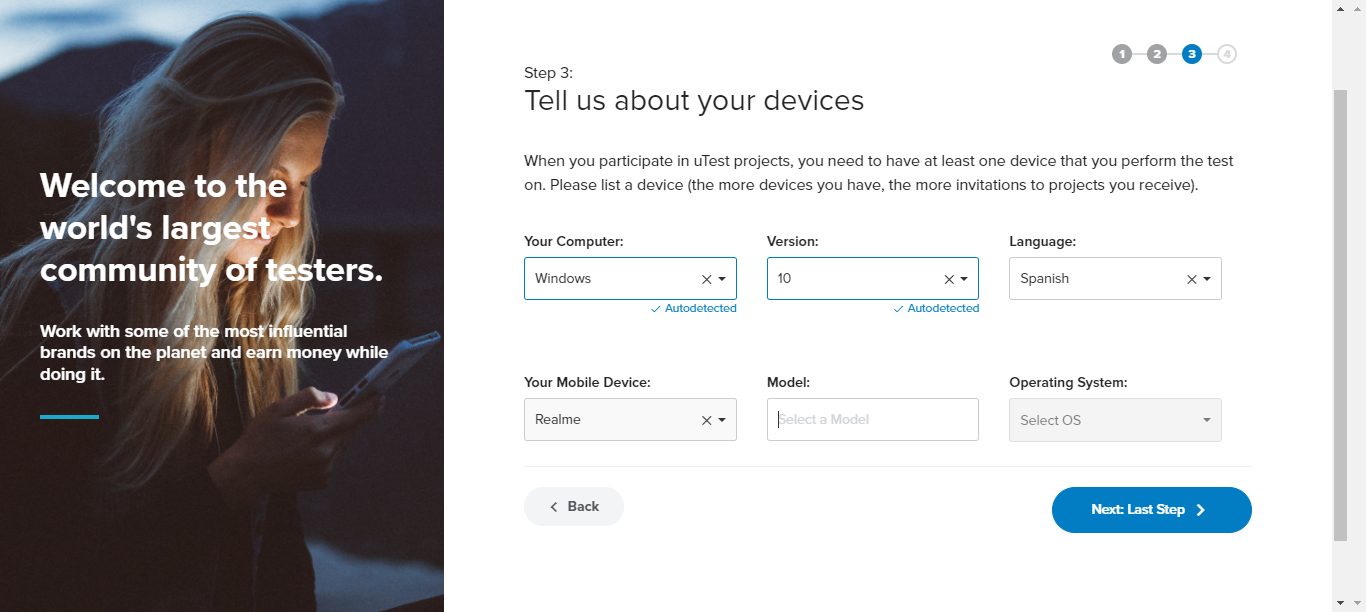 Welcome to the
world's largest
community of testers.
Work with some of the most influential
brands on the planet and earn money while
doing it.
1 2 3 4
Step 3:
Tell us about your devices
When you participate in uTest projects, you need to have at least one device that you perform the test
on. Please list a device (the more devices you have, the more invitations to projects you receive).
Your Computer: Version: Language:
Windows 10 Spanish
Autodetected Autodetected
Your Mobile Device: Model: Operating System:
Realme Select a Model Select OS
Back Next: Last Step